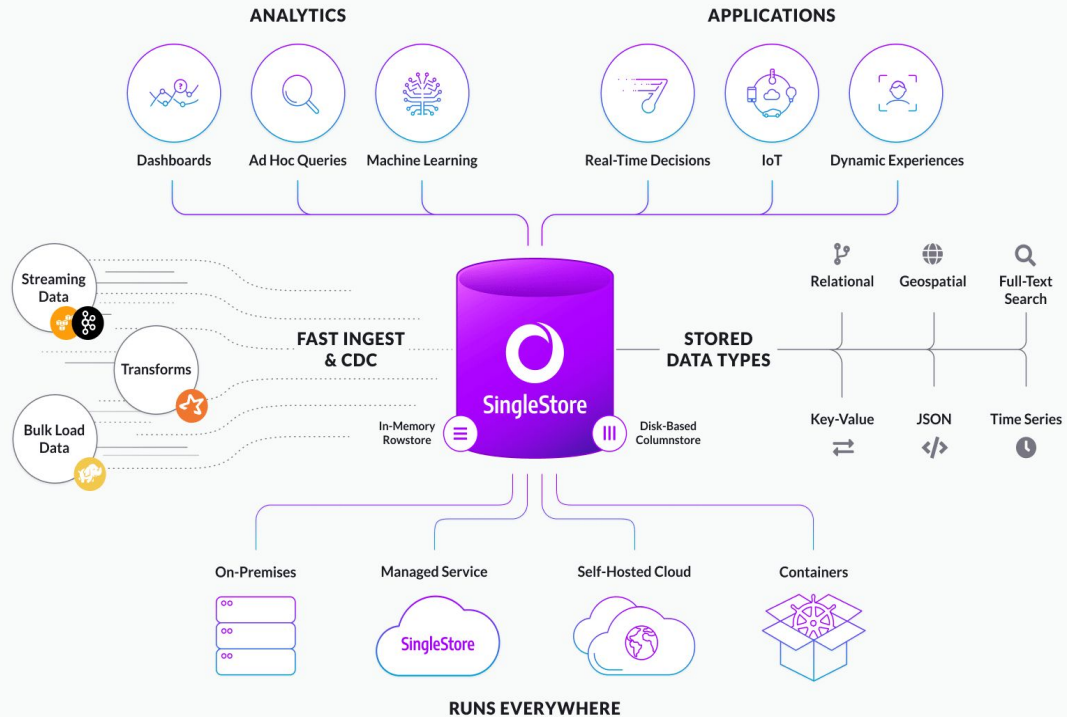 ANALYTICS
APPLICATIONS
Dashboards
Ad Hoc Queries
Machine Learning
Real-Time Decisions
IoT
Dynamic Experiences
Streaming
Data
Transforms
Bulk Load
Data
FAST INGEST
& CDC
SingleStore
In-Memory
Rowstore
Disk-Based
Columnstore
STORED
DATA TYPES
Relational
Geospatial
Full-Text
Search
Key-Value
JSON
Time Series
On-Premises
Managed Service
Self-Hosted Cloud
Containers
SingleStore
RUNS EVERYWHERE